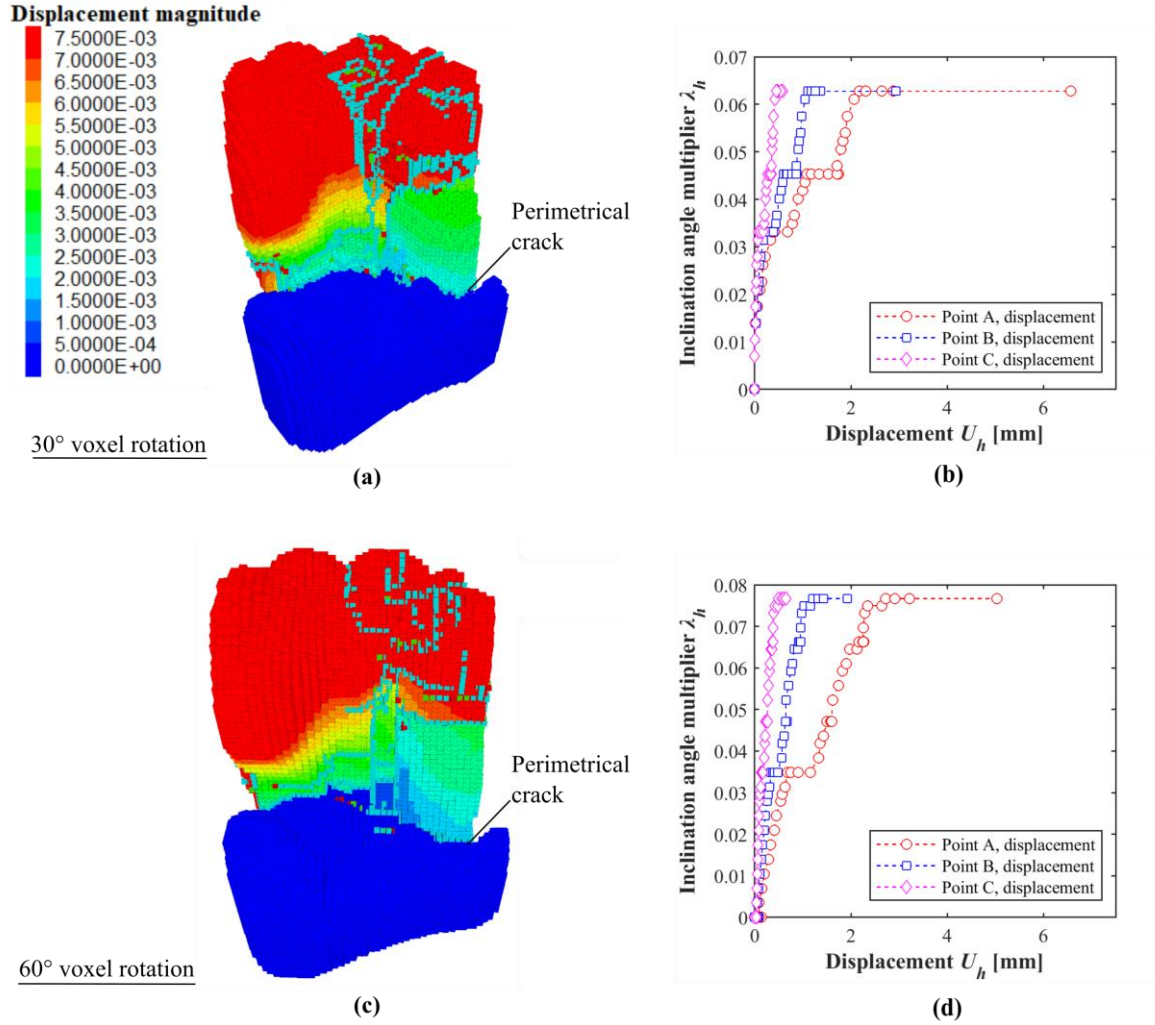 Displacement magnitude
7.5000E-03
7.0000E-03
6.5000E-03
6.0000E-03
5.5000E-03
5.0000E-03
4.5000E-03
4.0000E-03
3.5000E-03
3.0000E-03
2.5000E-03
2.0000E-03
1.5000E-03
1.0000E-03
5.0000E-04
0.0000E+00
Perimetrical
crack
30° voxel rotation
(a)
0.07
0.06
0.05
0.04
0.03
0.02
0.01
0
Inclination angle multiplier λh
Point A, displacement
Point B, displacement
Point C, displacement
0 2 4 6
Displacement Uh [mm]
(b)
Perimetrical
crack
60° voxel rotation
(c)
0.08
0.07
0.06
0.05
0.04
0.03
0.02
0.01
0
Inclination angle multiplier λh
Point A, displacement
Point B, displacement
Point C, displacement
0 2 4 6
Displacement Uh [mm]
(d)